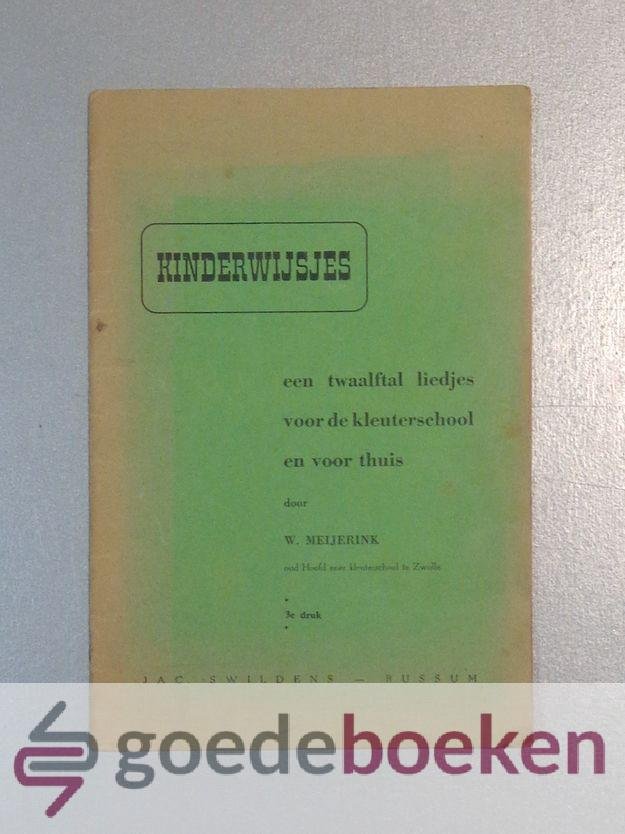 KINDERWIJSJES
een twaalftal liedjes
voor de kleuterschool
en voor thuis
door
W. MEIJERINK
oud Hoofd ener kleuterschool te Zwolle
3e druk
JAC. SWILDENS — BUSSUM
goedeboeken